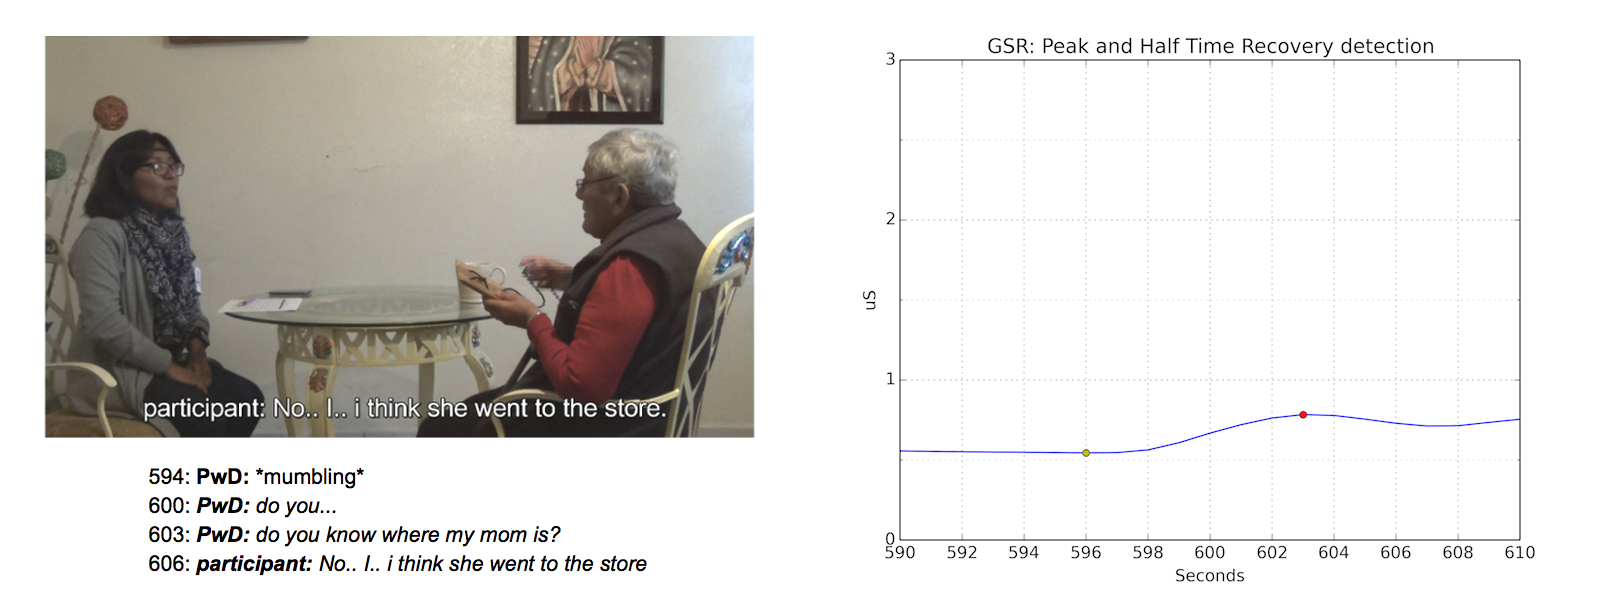 participant: No.. I.. i think she went to the store.
594: PwD: *mumbling*
600: PwD: do you...
603: PwD: do you know where my mom is?
606: participant: No.. I.. i think she went to the store
GSR: Peak and Half Time Recovery detection
3
2
1
0
uS
590 592 594 596 598 600 602 604 606 608 610
Seconds